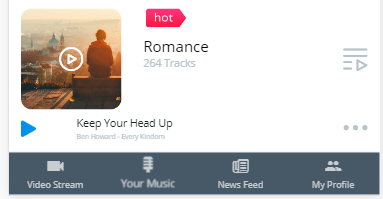 hot
Romance
264 Tracks
Keep Your Head Up
Ben Howard - Every Kindom
Video Stream
Your Music
News Feed
My Profile